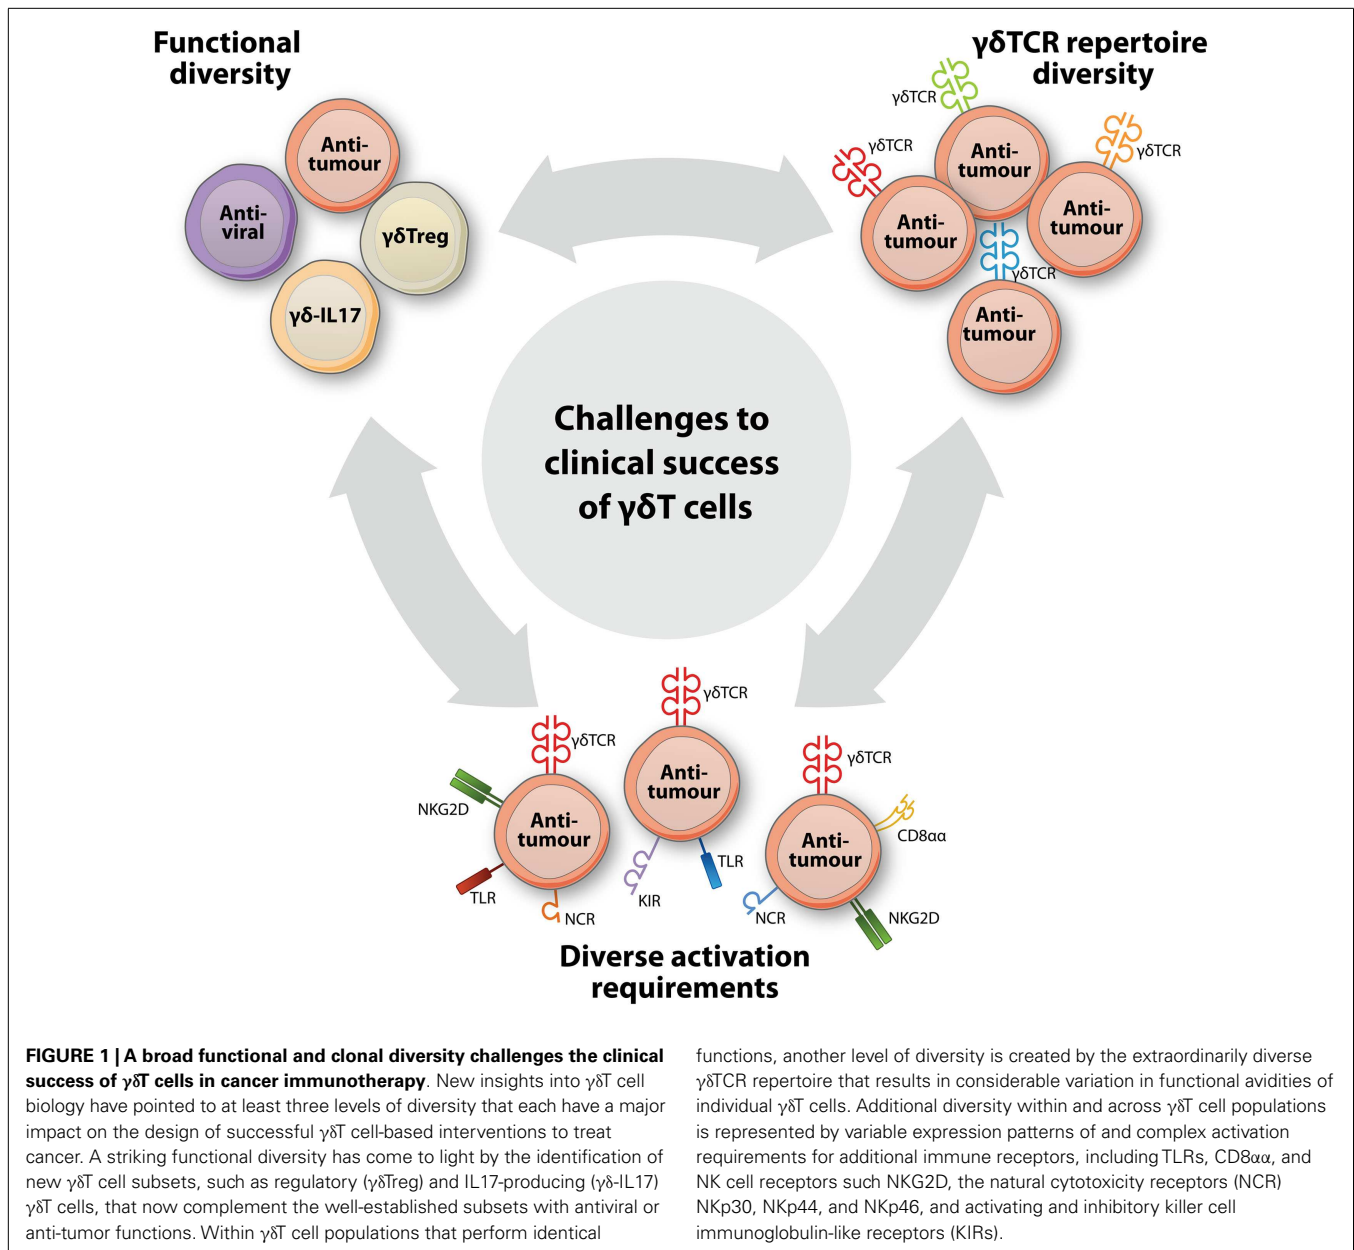 Functional
diversity
Anti-
tumour
Anti-
viral
γδTreg
γδ-IL17
γδTCR repertoire
diversity
γδTCR
γδTCR
γδTCR
Anti-
tumour
Anti-
tumour
Anti-
tumour
γδTCR
Anti-
tumour
Challenges to
clinical success
of γδT cells
γδTCR
NKG2D
Anti-
tumour
TLR
NCR
γδTCR
Anti-
tumour
KIR
TLR
γδTCR
CD8αα
Anti-
tumour
NCR
NKG2D
Diverse activation
requirements
FIGURE 1 | A broad functional and clonal diversity challenges the clinical
success of γδT cells in cancer immunotherapy. New insights into γδT cell
biology have pointed to at least three levels of diversity that each have a major
impact on the design of successful γδT cell-based interventions to treat
cancer. A striking functional diversity has come to light by the identification of
new γδT cell subsets, such as regulatory (γδTreg) and IL17-producing (γδ-IL17)
γδT cells, that now complement the well-established subsets with antiviral or
anti-tumor functions. Within γδT cell populations that perform identical
functions, another level of diversity is created by the extraordinarily diverse
γδTCR repertoire that results in considerable variation in functional avidities of
individual γδT cells. Additional diversity within and across γδT cell populations
is represented by variable expression patterns of and complex activation
requirements for additional immune receptors, including TLRs, CD8αα, and
NK cell receptors such NKG2D, the natural cytotoxicity receptors (NCR)
NKp30, NKp44, and NKp46, and activating and inhibitory killer cell
immunoglobulin-like receptors (KIRs).